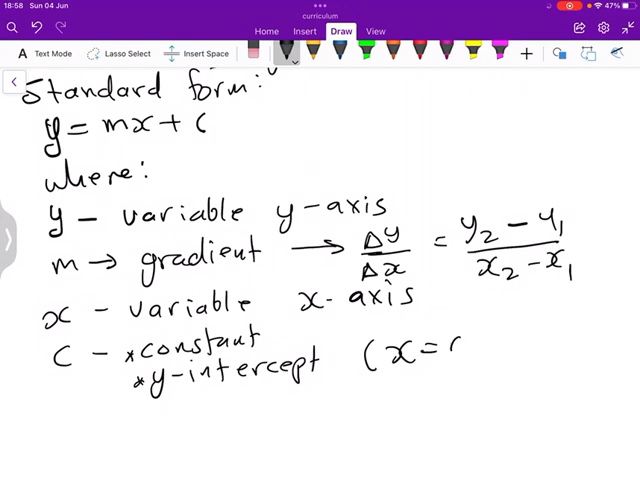 18:58 Sun 04 Jun
47%
curriculum
Home Insert Draw View
Text Mode Lasso Select Insert Space
Standard form:
y = mx + c
where:
y - variable y-axis
m → gradient → Δy/Δx = y₂ - y₁/x₂ - x₁
x - variable x-axis
c - *constant
*y-intercept (x=